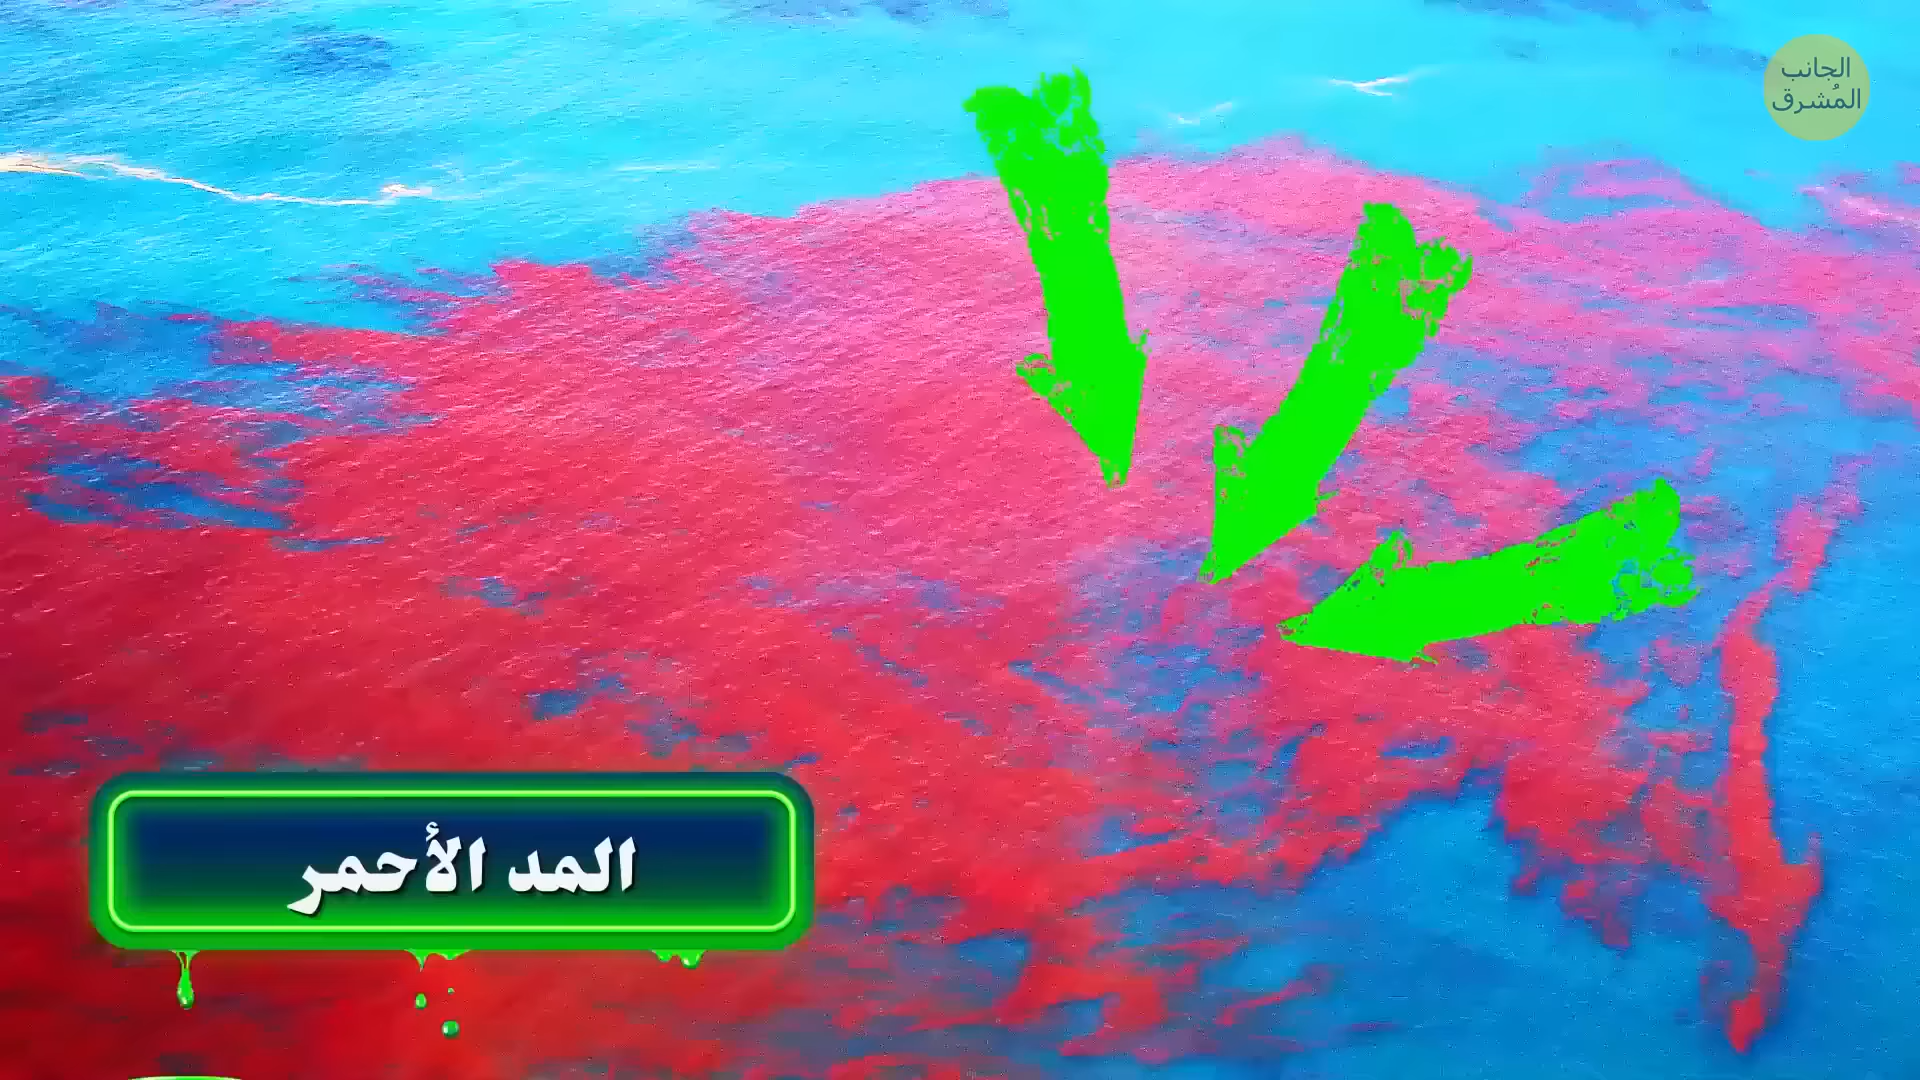 الجانب
المُشرق
المد الأحمر